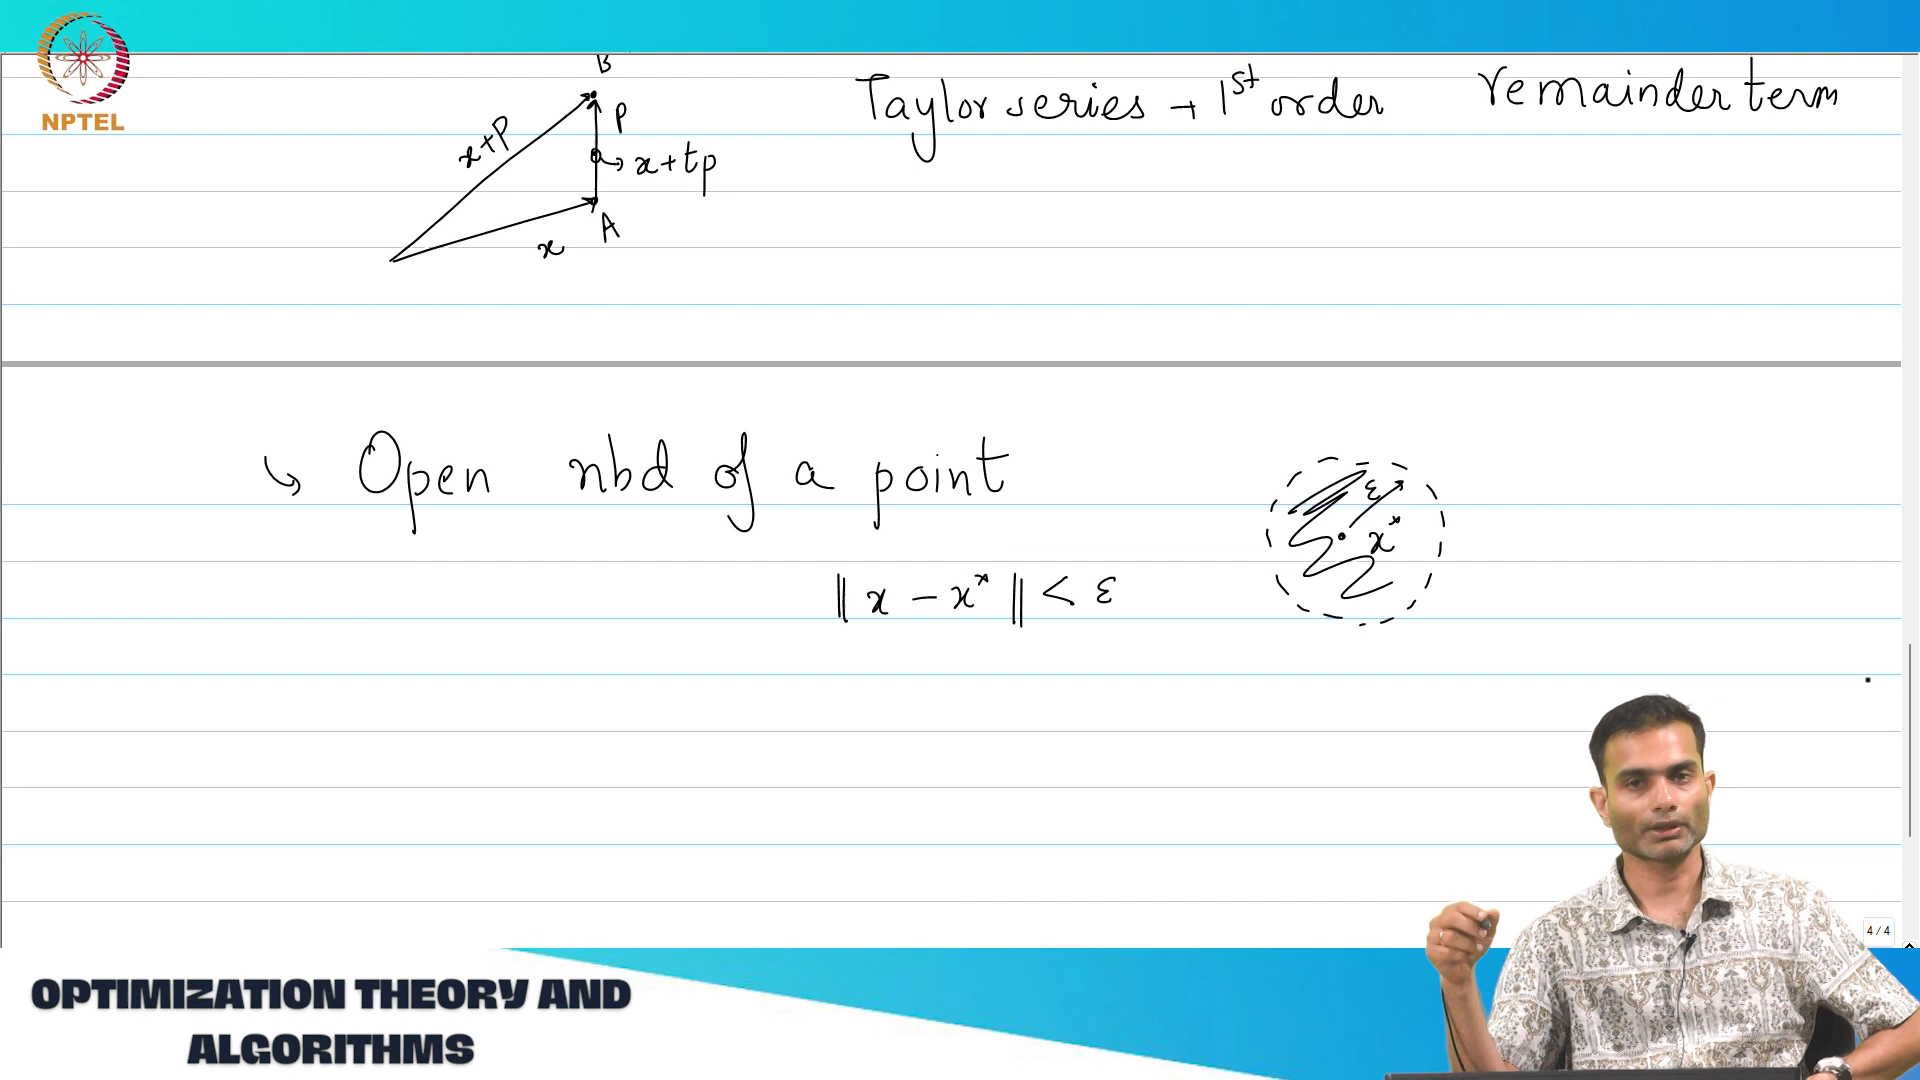 NPTEL
B
P
x+P
x+tp
A
x
Taylor series → 1st order remainder term
↳ Open nbd of a point
ε
x*
‖x − x*‖ < ε
4 / 4
OPTIMIZATION THEORY AND
ALGORITHMS